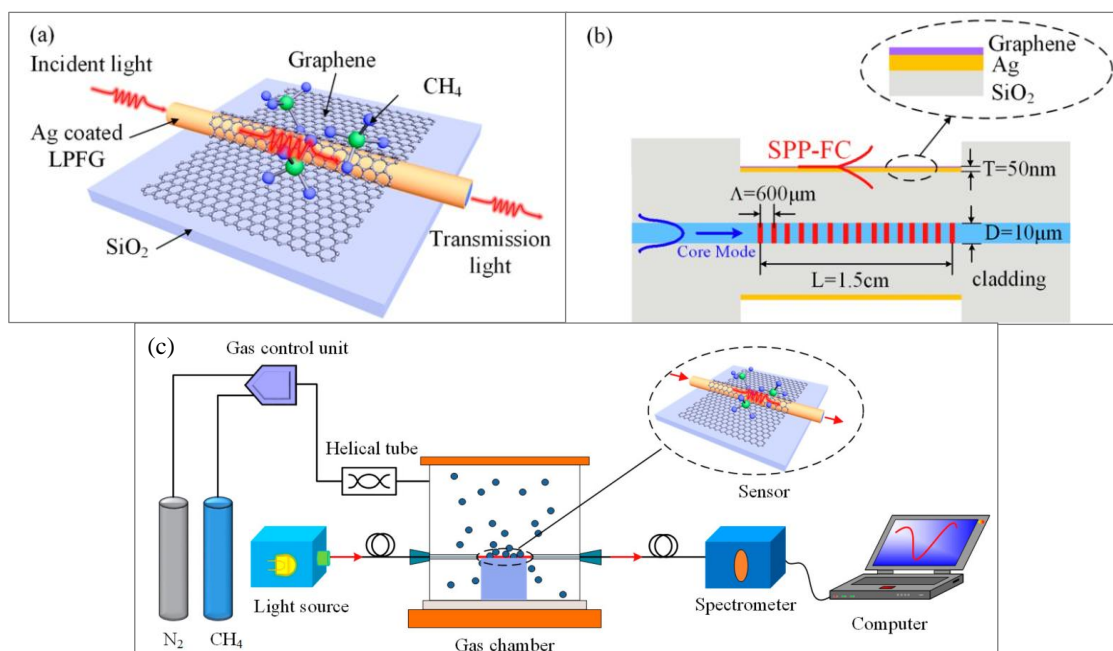 (a)
Incident light
Graphene
CH₄
Ag coated
LPFG
SiO₂
Transmission
light
(b)
Graphene
Ag
SiO₂
SPP-FC
T=50nm
Λ=600μm
Core Mode
D=10μm
L=1.5cm
cladding
(c)
Gas control unit
Helical tube
Sensor
Light source
Spectrometer
Computer
N₂
CH₄
Gas chamber